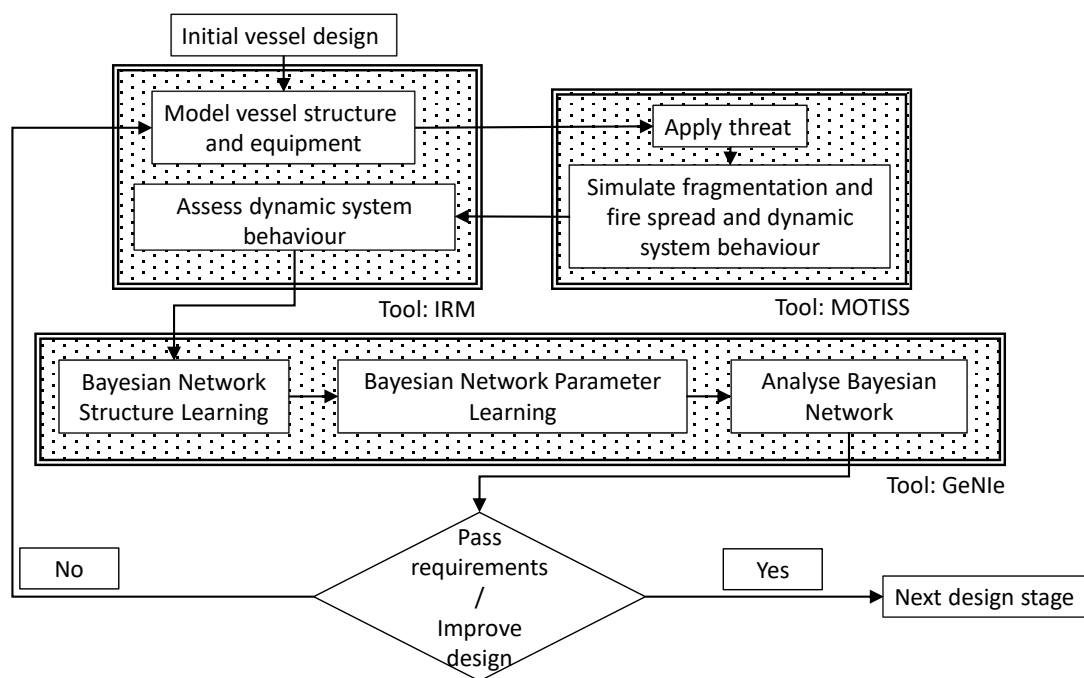 Initial vessel design
Model vessel structure
and equipment
Apply threat
Simulate fragmentation and
fire spread and dynamic
system behaviour
Assess dynamic system
behaviour
Tool: IRM
Tool: MOTISS
Bayesian Network
Structure Learning
Bayesian Network Parameter
Learning
Analyse Bayesian
Network
Tool: GeNIe
Pass
requirements
/
Improve
design
No
Yes
Next design stage